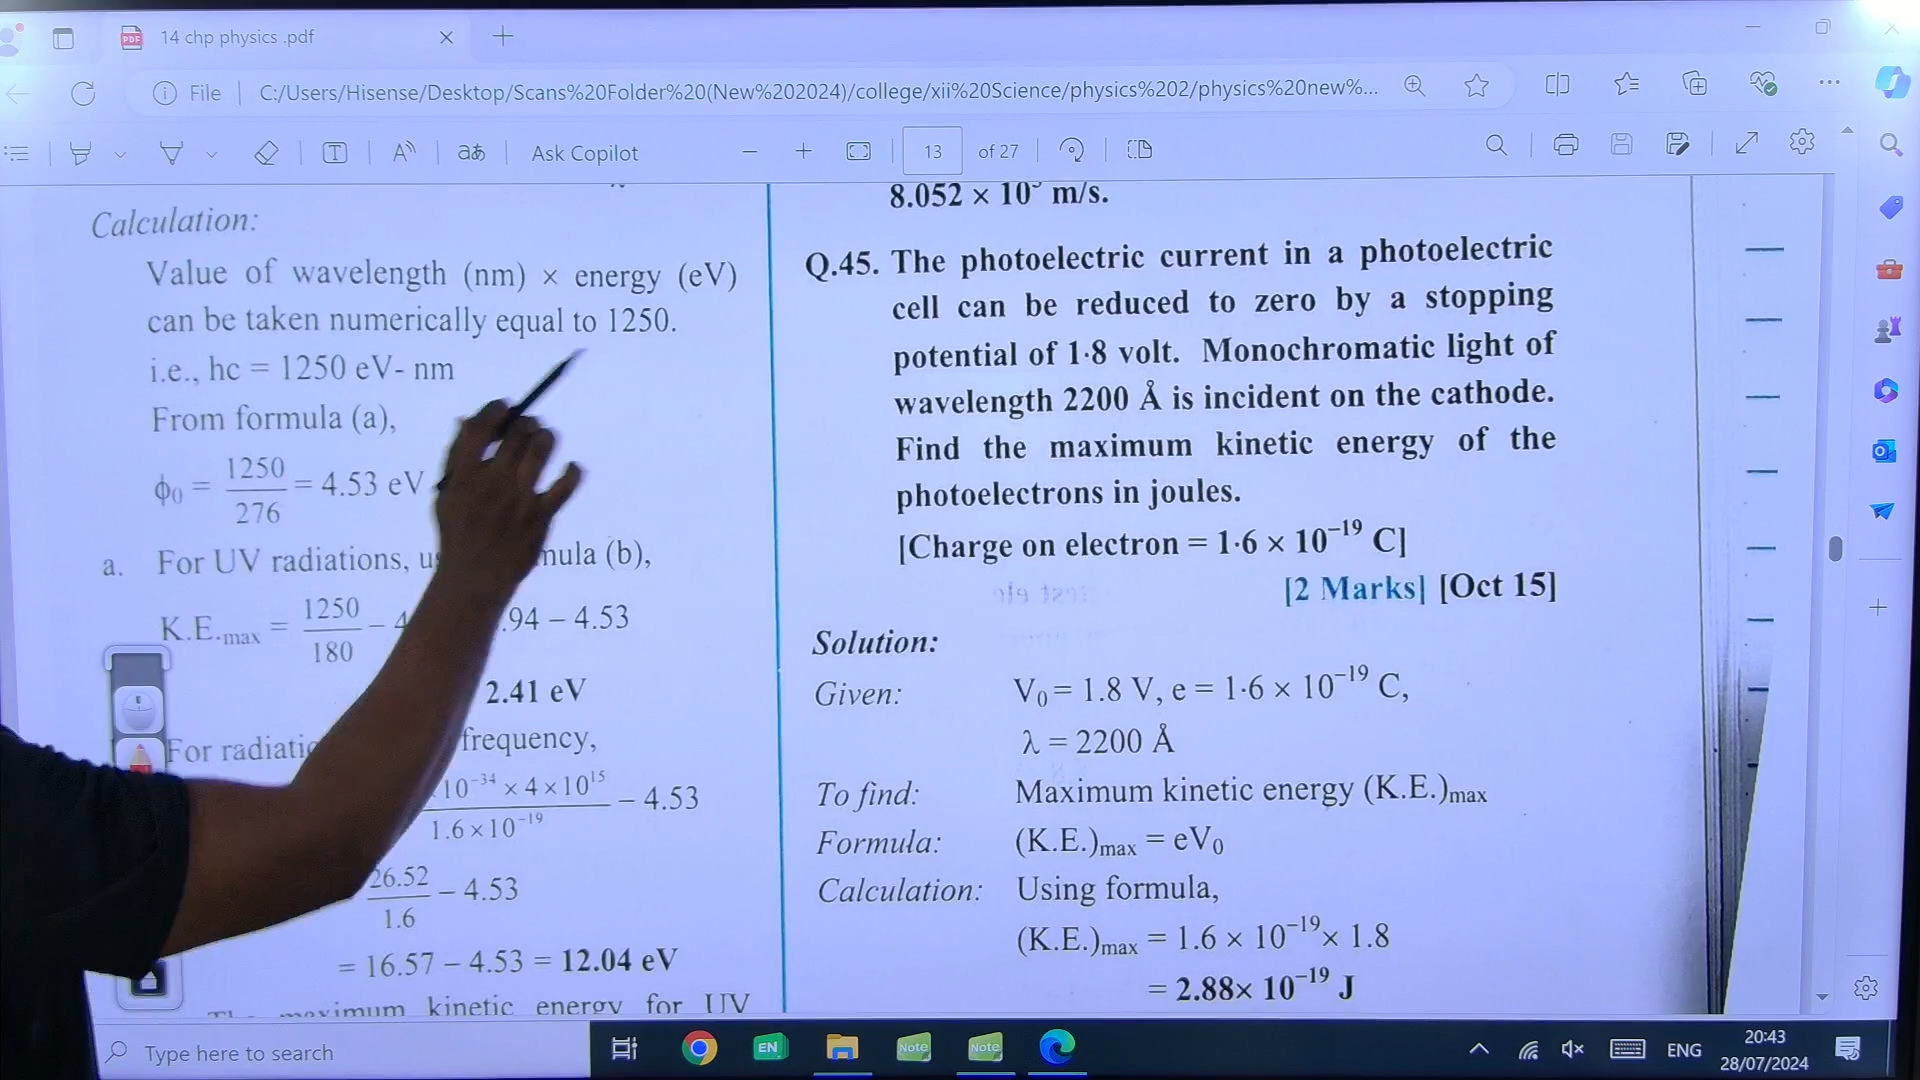 14 chp physics .pdf
File
C:/Users/Hisense/Desktop/Scans%20Folder%20(New%202024)/college/xii%20Science/physics%202/physics%20new%...
Ask Copilot
13 of 27
Calculation:
Value of wavelength (nm) × energy (eV)
can be taken numerically equal to 1250.
i.e., hc = 1250 eV- nm
From formula (a),
ϕ₀ = 1250/276 = 4.53 eV
a. For UV radiations, mula (b),
K.E.max = 1250/180 – 4 .94 – 4.53
2.41 eV
For frequency,
10⁻³⁴ × 4 × 10¹⁵ / 1.6 × 10⁻¹⁹ – 4.53
26.52/1.6 – 4.53
= 16.57 – 4.53 = 12.04 eV
maximum kinetic energy for UV
8.052 × 10 m/s.
Q.45. The photoelectric current in a photoelectric
cell can be reduced to zero by a stopping
potential of 1·8 volt. Monochromatic light of
wavelength 2200 Å is incident on the cathode.
Find the maximum kinetic energy of the
photoelectrons in joules.
[Charge on electron = 1·6 × 10⁻¹⁹ C]
[2 Marks] [Oct 15]
Solution:
Given: V₀ = 1.8 V, e = 1·6 × 10⁻¹⁹ C,
λ = 2200 Å
To find: Maximum kinetic energy (K.E.)max
Formula: (K.E.)max = eV₀
Calculation: Using formula,
(K.E.)max = 1.6 × 10⁻¹⁹× 1.8
= 2.88× 10⁻¹⁹ J
Type here to search
EN
Note
Note
ENG
20:43
28/07/2024